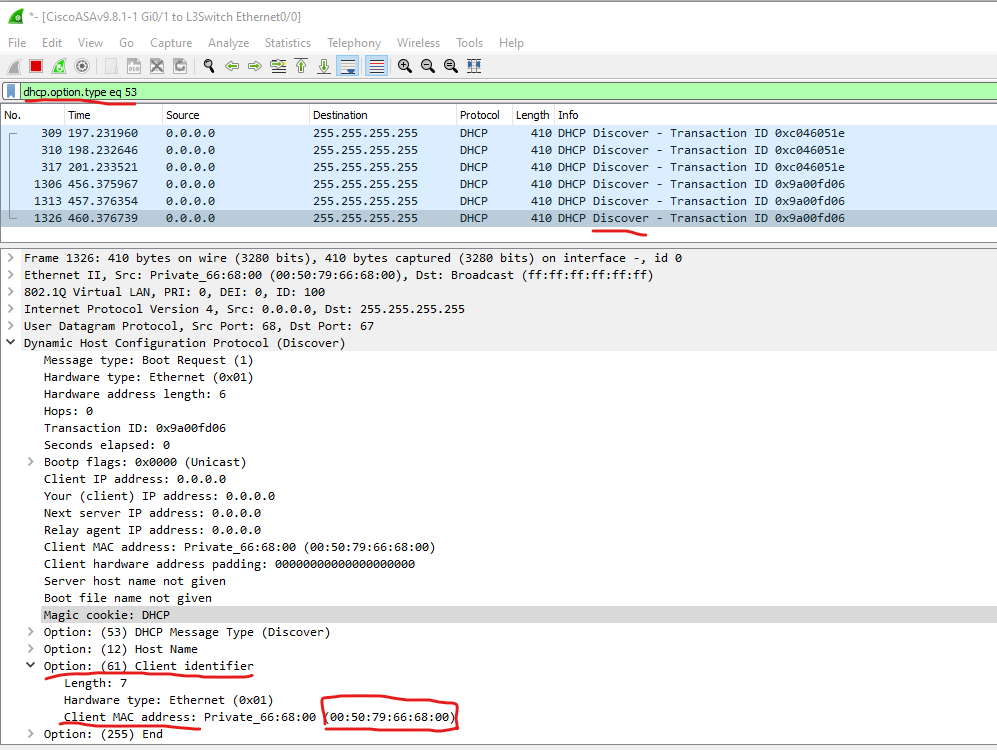 *- [CiscoASAv9.8.1-1 Gi0/1 to L3Switch Ethernet0/0]
File Edit View Go Capture Analyze Statistics Telephony Wireless Tools Help
dhcp.option.type eq 53
No. Time Source Destination Protocol Length Info
309 197.231960 0.0.0.0 255.255.255.255 DHCP 410 DHCP Discover - Transaction ID 0xc046051e
310 198.232646 0.0.0.0 255.255.255.255 DHCP 410 DHCP Discover - Transaction ID 0xc046051e
317 201.233521 0.0.0.0 255.255.255.255 DHCP 410 DHCP Discover - Transaction ID 0xc046051e
1306 456.375967 0.0.0.0 255.255.255.255 DHCP 410 DHCP Discover - Transaction ID 0x9a00fd06
1313 457.376354 0.0.0.0 255.255.255.255 DHCP 410 DHCP Discover - Transaction ID 0x9a00fd06
1326 460.376739 0.0.0.0 255.255.255.255 DHCP 410 DHCP Discover - Transaction ID 0x9a00fd06
Frame 1326: 410 bytes on wire (3280 bits), 410 bytes captured (3280 bits) on interface -, id 0
Ethernet II, Src: Private_66:68:00 (00:50:79:66:68:00), Dst: Broadcast (ff:ff:ff:ff:ff:ff)
802.1Q Virtual LAN, PRI: 0, DEI: 0, ID: 100
Internet Protocol Version 4, Src: 0.0.0.0, Dst: 255.255.255.255
User Datagram Protocol, Src Port: 68, Dst Port: 67
Dynamic Host Configuration Protocol (Discover)
Message type: Boot Request (1)
Hardware type: Ethernet (0x01)
Hardware address length: 6
Hops: 0
Transaction ID: 0x9a00fd06
Seconds elapsed: 0
Bootp flags: 0x0000 (Unicast)
Client IP address: 0.0.0.0
Your (client) IP address: 0.0.0.0
Next server IP address: 0.0.0.0
Relay agent IP address: 0.0.0.0
Client MAC address: Private_66:68:00 (00:50:79:66:68:00)
Client hardware address padding: 00000000000000000000
Server host name not given
Boot file name not given
Magic cookie: DHCP
Option: (53) DHCP Message Type (Discover)
Option: (12) Host Name
Option: (61) Client identifier
Length: 7
Hardware type: Ethernet (0x01)
Client MAC address: Private_66:68:00 (00:50:79:66:68:00)
Option: (255) End